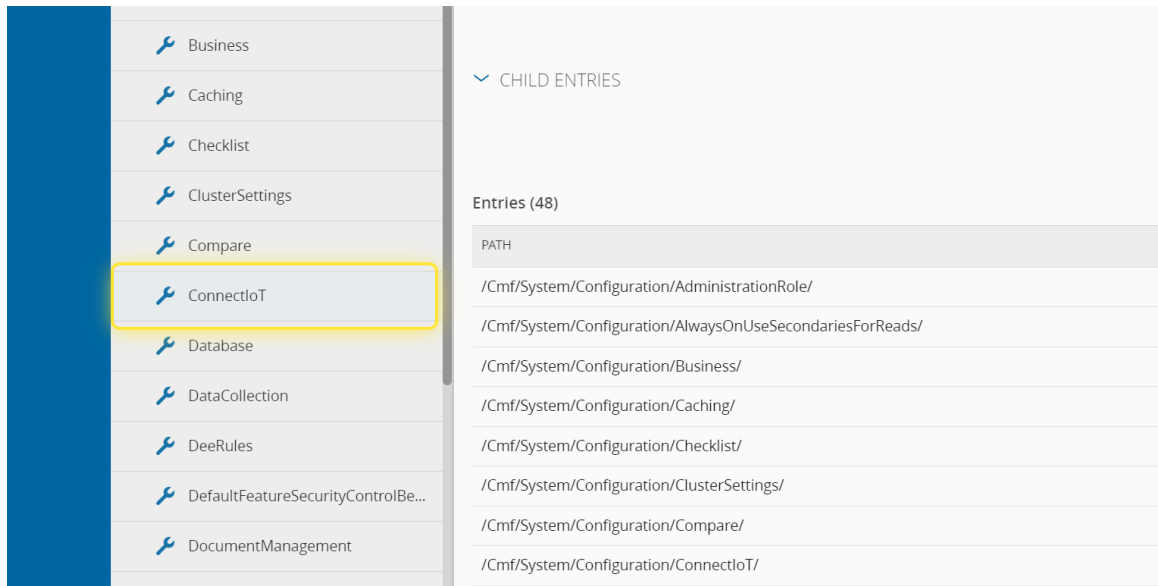 Business
Caching
Checklist
ClusterSettings
Compare
ConnectIoT
Database
DataCollection
DeeRules
DefaultFeatureSecurityControlBe...
DocumentManagement
CHILD ENTRIES
Entries (48)
PATH
/Cmf/System/Configuration/AdministrationRole/
/Cmf/System/Configuration/AlwaysOnUseSecondariesForReads/
/Cmf/System/Configuration/Business/
/Cmf/System/Configuration/Caching/
/Cmf/System/Configuration/Checklist/
/Cmf/System/Configuration/ClusterSettings/
/Cmf/System/Configuration/Compare/
/Cmf/System/Configuration/ConnectIoT/